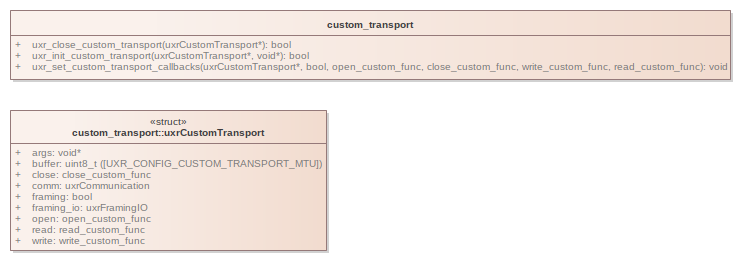 custom_transport
+ uxr_close_custom_transport(uxrCustomTransport*): bool
+ uxr_init_custom_transport(uxrCustomTransport*, void*): bool
+ uxr_set_custom_transport_callbacks(uxrCustomTransport*, bool, open_custom_func, close_custom_func, write_custom_func, read_custom_func): void
«struct»
custom_transport::uxrCustomTransport
+ args: void*
+ buffer: uint8_t ([UXR_CONFIG_CUSTOM_TRANSPORT_MTU])
+ close: close_custom_func
+ comm: uxrCommunication
+ framing: bool
+ framing_io: uxrFramingIO
+ open: open_custom_func
+ read: read_custom_func
+ write: write_custom_func